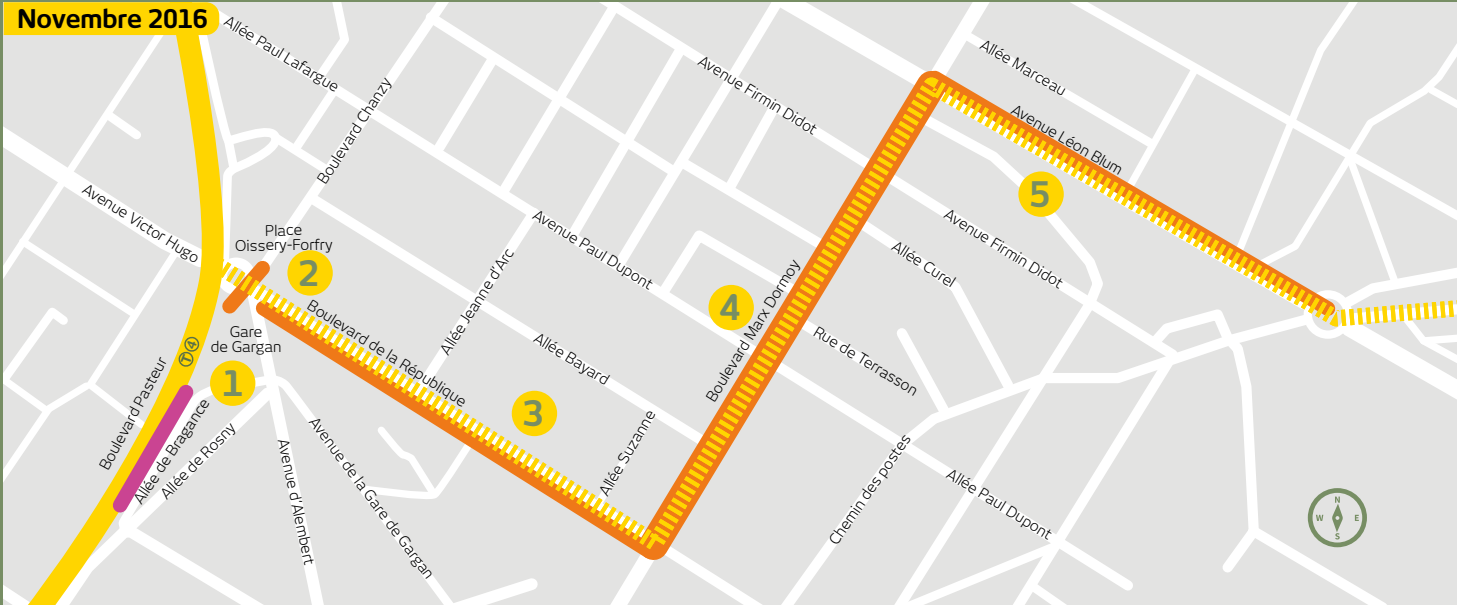 Novembre 2016
Allée Paul Lafargue
Boulevard Chanzy
Avenue Firmin Didot
Allée Marceau
Avenue Léon Blum
5
Avenue Victor Hugo
Place
Oissery-Forfry
2
Avenue Paul Dupont
Allée Jeanne d'Arc
Avenue Firmin Didot
Allée Curel
4
Boulevard Marx Dormoy
Boulevard de la République
Gare
de Gargan
T4
1
Allée Bayard
Rue de Terrasson
3
Boulevard Pasteur
Allée de Bragance
Allée de Rosny
Avenue d'Alembert
Avenue de la Gare de Gargan
Allée Suzanne
Chemin des postes
Allée Paul Dupont
N
W E
S